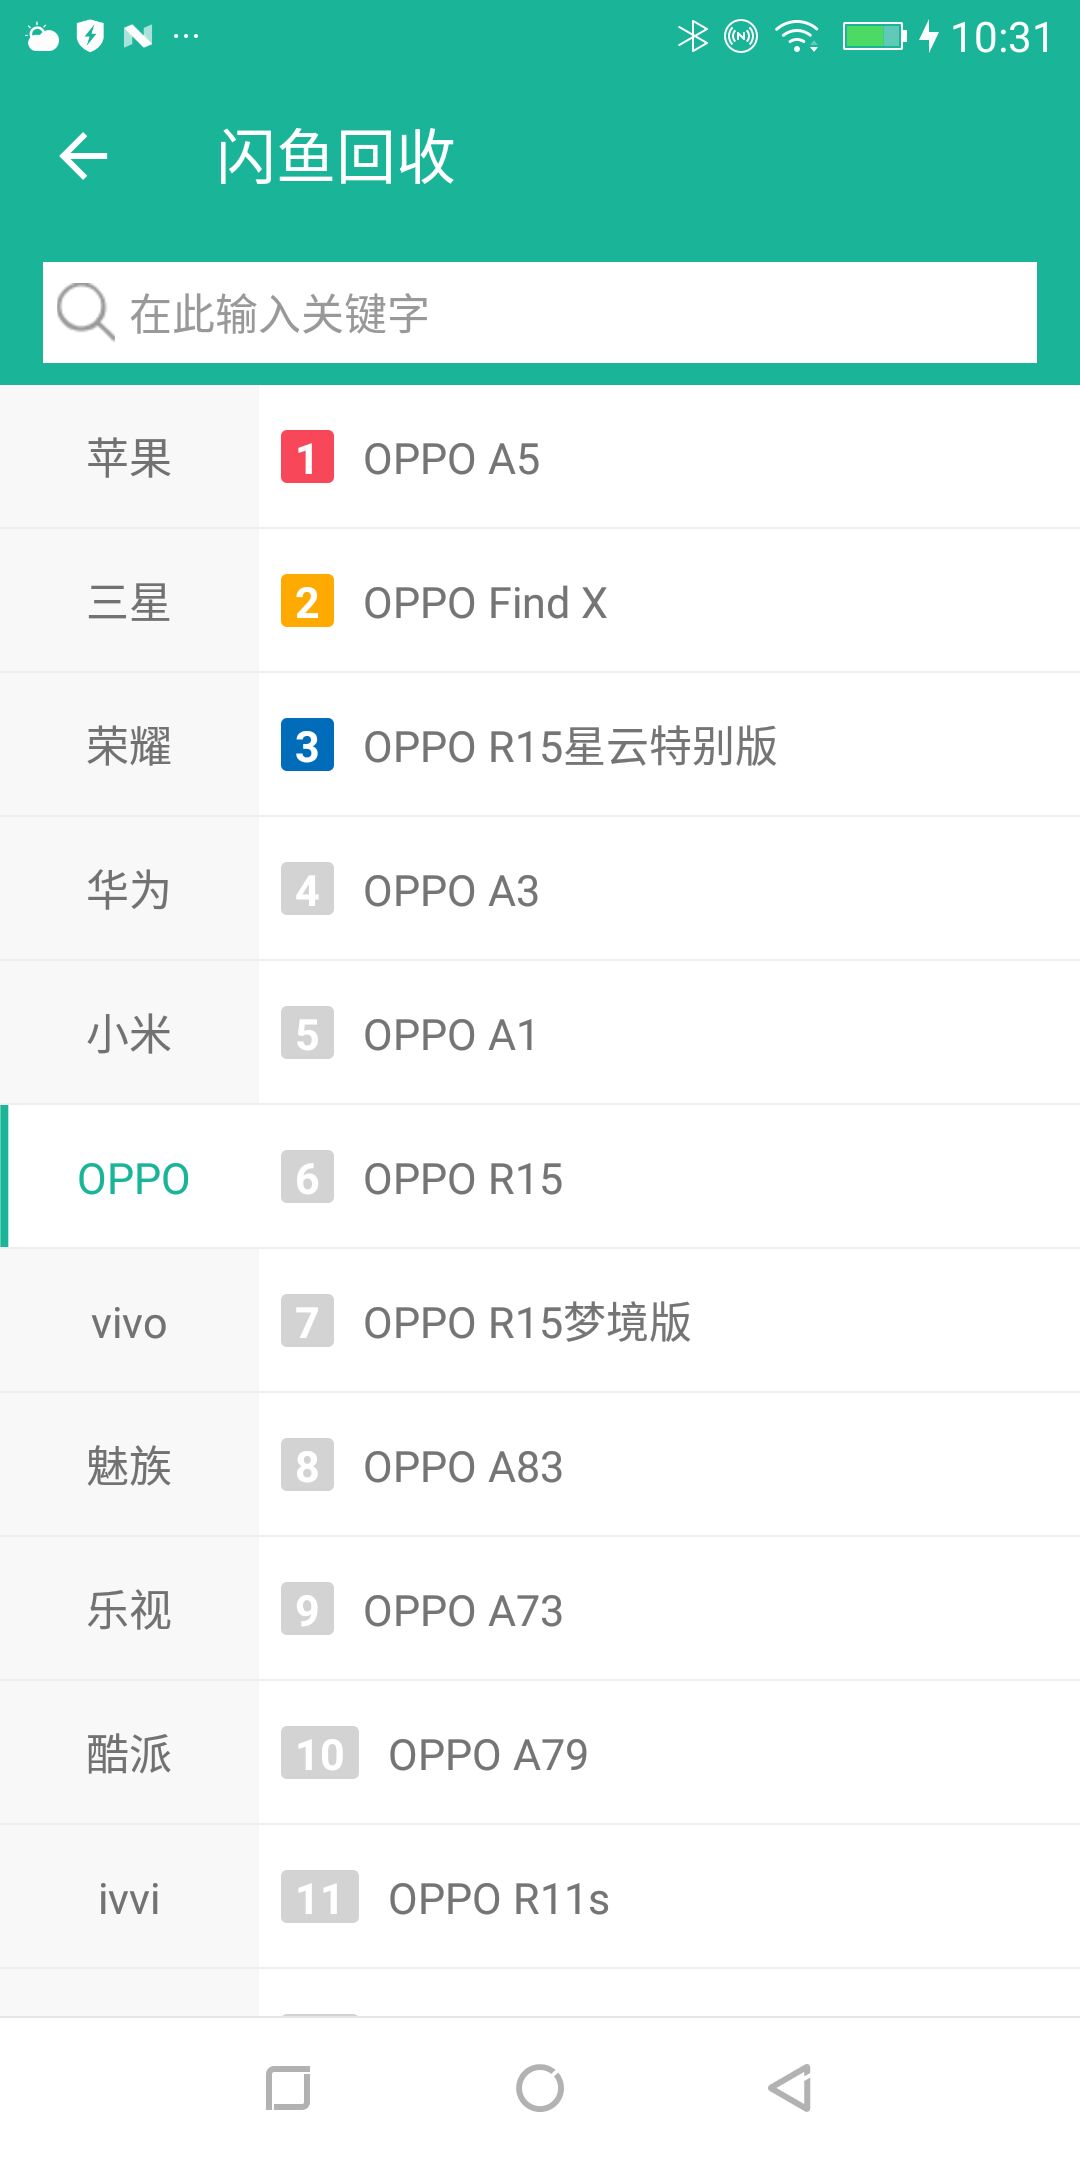 10:31
闪鱼回收
在此输入关键字
苹果
1 OPPO A5
三星
2 OPPO Find X
荣耀
3 OPPO R15星云特别版
华为
4 OPPO A3
小米
5 OPPO A1
OPPO
6 OPPO R15
vivo
7 OPPO R15梦境版
魅族
8 OPPO A83
乐视
9 OPPO A73
酷派
10 OPPO A79
ivvi
11 OPPO R11s